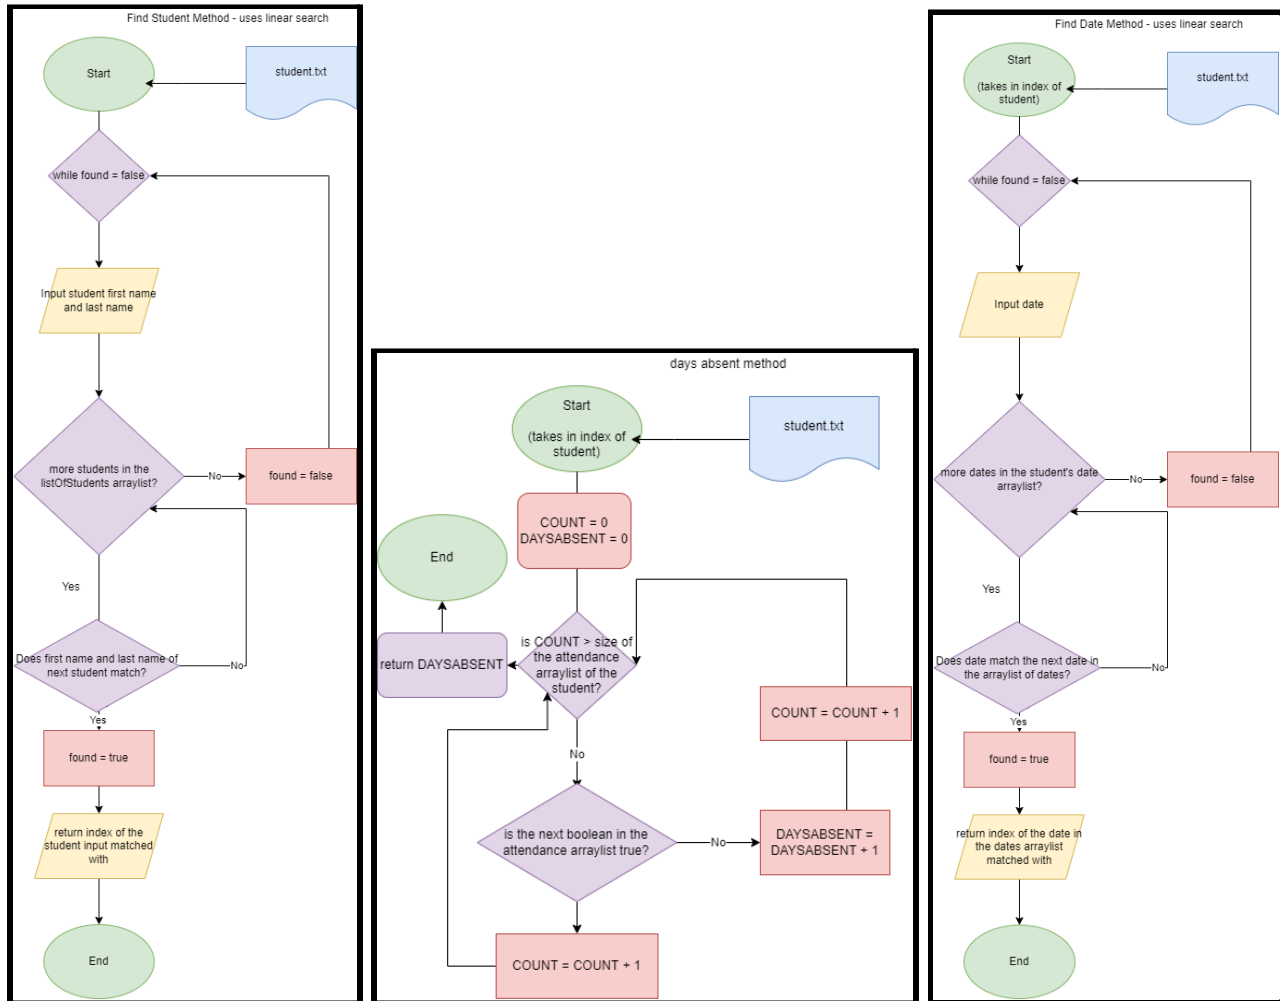 Find Student Method - uses linear search
Start
student.txt
while found = false
Input student first name
and last name
more students in the
listOfStudents arraylist?
No
found = false
Yes
Does first name and last name of
next student match?
No
Yes
found = true
return index of the
student input matched
with
End
days absent method
Start
(takes in index of
student)
student.txt
COUNT = 0
DAYSABSENT = 0
End
is COUNT > size of
the attendance
arraylist of the
student?
return DAYSABSENT
No
COUNT = COUNT + 1
is the next boolean in the
attendance arraylist true?
No
DAYSABSENT =
DAYSABSENT + 1
COUNT = COUNT + 1
Find Date Method - uses linear search
Start
(takes in index of
student)
student.txt
while found = false
Input date
more dates in the student's date
arraylist?
No
found = false
Yes
Does date match the next date in
the arraylist of dates?
No
Yes
found = true
return index of the date in
the dates arraylist
matched with
End